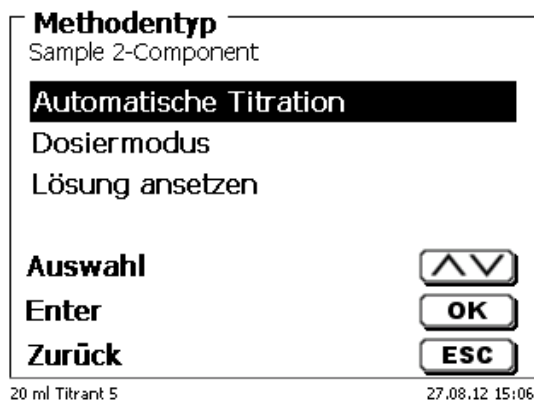 Methodentyp
Sample 2-Component
Automatische Titration
Dosiermodus
Lösung ansetzen
Auswahl
Enter OK
Zurück ESC
20 ml Titrant 5 27.08.12 15:06